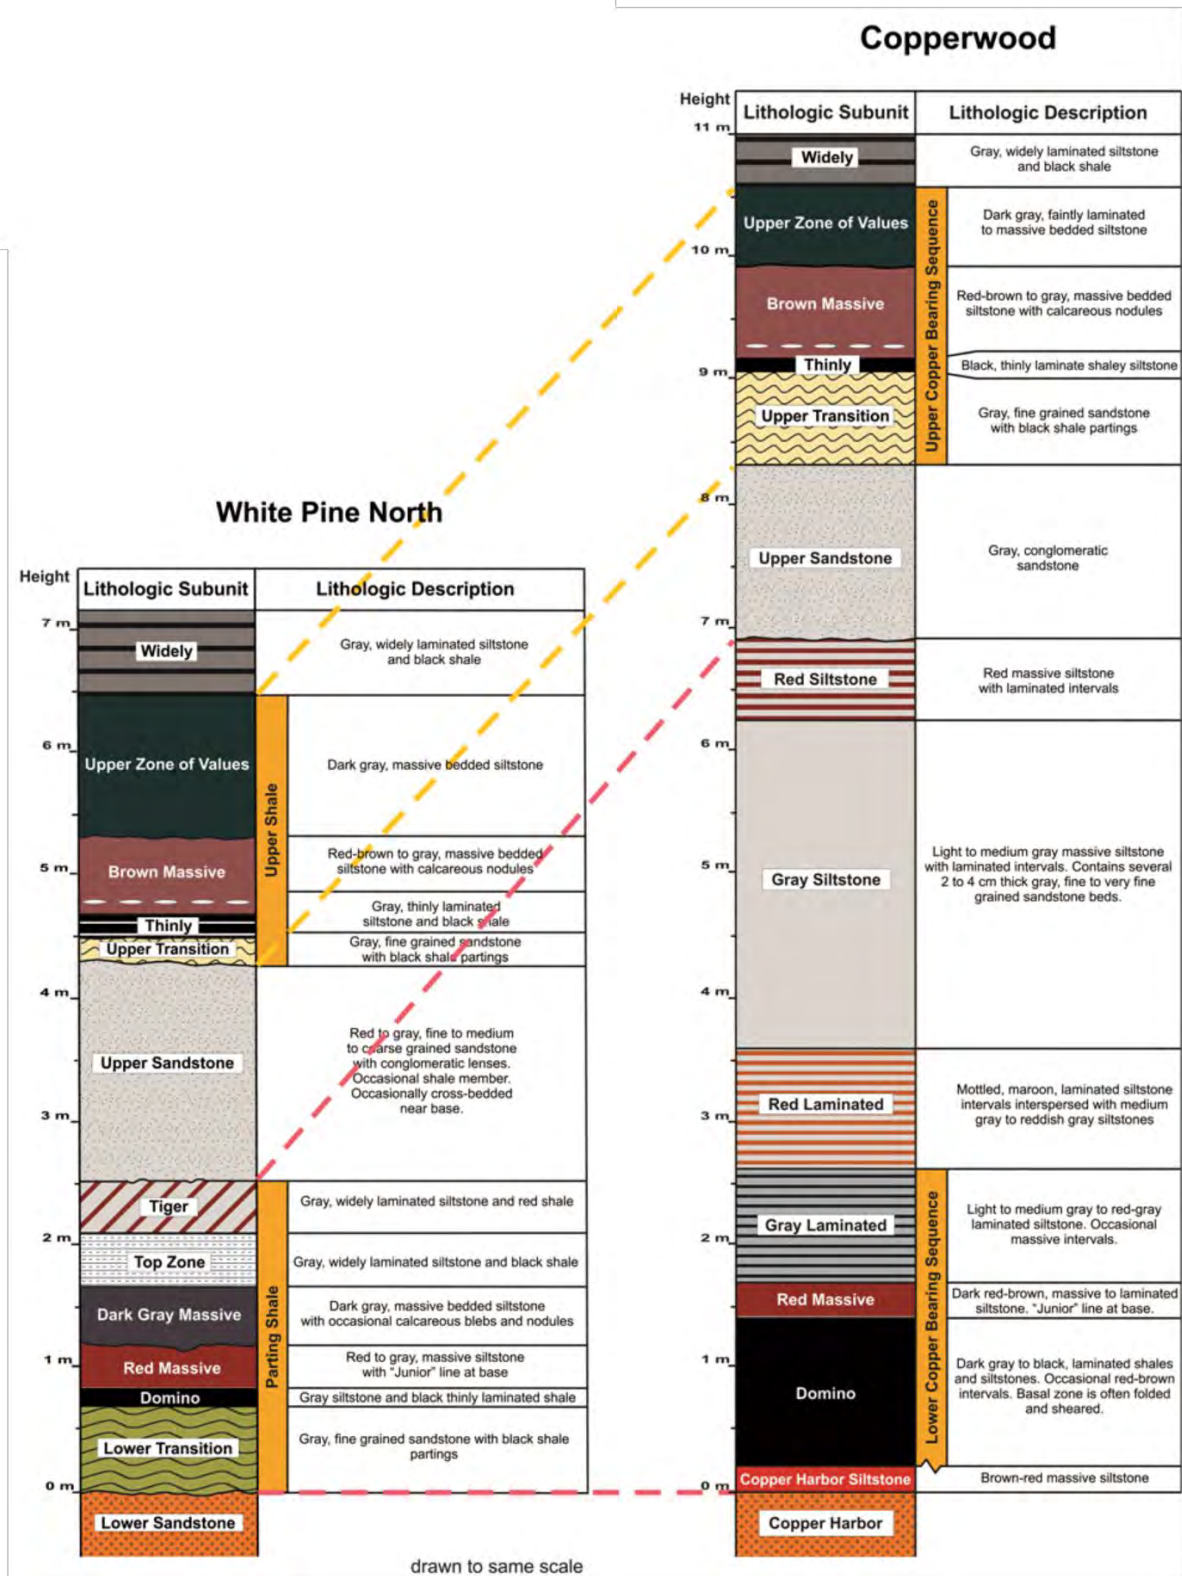 Copperwood
Height
Lithologic Subunit
Lithologic Description
11 m
Widely
Gray, widely laminated siltstone
and black shale
Upper Copper Bearing Sequence
Upper Zone of Values
Dark gray, faintly laminated
to massive bedded siltstone
10 m
Brown Massive
Red-brown to gray, massive bedded
siltstone with calcareous nodules
Thinly
Black, thinly laminate shaley siltstone
9 m
Upper Transition
Gray, fine grained sandstone
with black shale partings
8 m
Upper Sandstone
Gray, conglomeratic
sandstone
7 m
Red Siltstone
Red massive siltstone
with laminated intervals
6 m
Gray Siltstone
Light to medium gray massive siltstone
with laminated intervals. Contains several
2 to 4 cm thick gray, fine to very fine
grained sandstone beds.
5 m
4 m
Red Laminated
Mottled, maroon, laminated siltstone
intervals interspersed with medium
gray to reddish gray siltstones
3 m
Lower Copper Bearing Sequence
Gray Laminated
Light to medium gray to red-gray
laminated siltstone. Occasional
massive intervals.
2 m
Red Massive
Dark red-brown, massive to laminated
siltstone. "Junior" line at base.
1 m
Domino
Dark gray to black, laminated shales
and siltstones. Occasional red-brown
intervals. Basal zone is often folded
and sheared.
Copper Harbor Siltstone
Brown-red massive siltstone
0 m
Copper Harbor
White Pine North
Height
Lithologic Subunit
Lithologic Description
7 m
Widely
Gray, widely laminated siltstone
and black shale
Upper Shale
6 m
Upper Zone of Values
Dark gray, massive bedded siltstone
5 m
Brown Massive
Red-brown to gray, massive bedded
siltstone with calcareous nodules
Thinly
Gray, thinly laminated
siltstone and black shale
Upper Transition
Gray, fine grained sandstone
with black shale partings
4 m
Upper Sandstone
Red to gray, fine to medium
to coarse grained sandstone
with conglomeratic lenses.
Occasional shale member.
Occasionally cross-bedded
near base.
3 m
Parting Shale
Tiger
Gray, widely laminated siltstone and red shale
2 m
Top Zone
Gray, widely laminated siltstone and black shale
Dark Gray Massive
Dark gray, massive bedded siltstone
with occasional calcareous blebs and nodules
1 m
Red Massive
Red to gray, massive siltstone
with "Junior" line at base
Domino
Gray siltstone and black thinly laminated shale
Lower Transition
Gray, fine grained sandstone with black shale
partings
0 m
Lower Sandstone
drawn to same scale